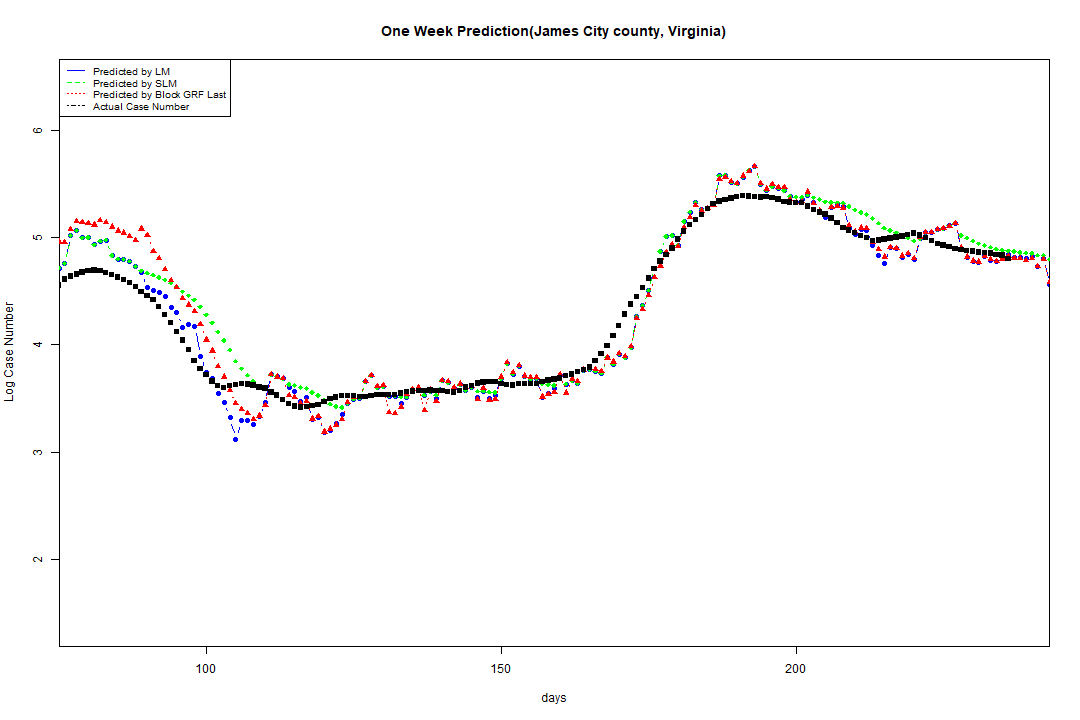 One Week Prediction(James City county, Virginia)
Predicted by LM
Predicted by SLM
Predicted by Block GRF Last
Actual Case Number
6
5
4
3
2
Log Case Number
100 150 200
days